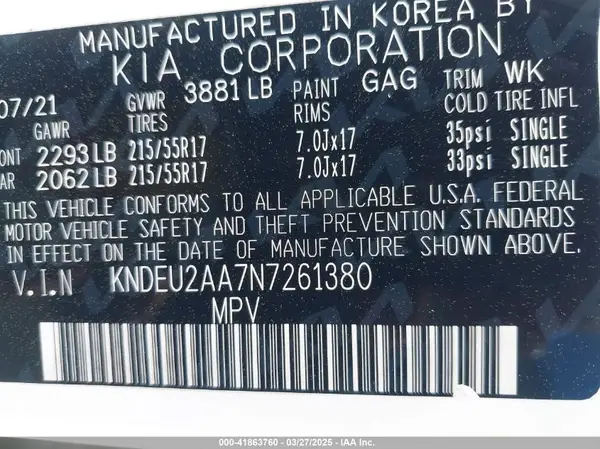 MANUFACTURED IN KOREA BY
KIA CORPORATION
07/21 GVWR 3881 LB PAINT GAG TRIM WK
GAWR TIRES RIMS COLD TIRE INFL
ONT 2293 LB 215/55R17 7.0Jx17 35psi SINGLE
AR 2062 LB 215/55R17 7.0Jx17 33psi SINGLE
THIS VEHICLE CONFORMS TO ALL APPLICABLE U.S.A. FEDERAL
MOTOR VEHICLE SAFETY AND THEFT PREVENTION STANDARDS
IN EFFECT ON THE DATE OF MANUFACTURE SHOWN ABOVE.
V.I.N KNDEU2AA7N7261380
MPV
000-41863760 | 03/27/2025 | IAA Inc.